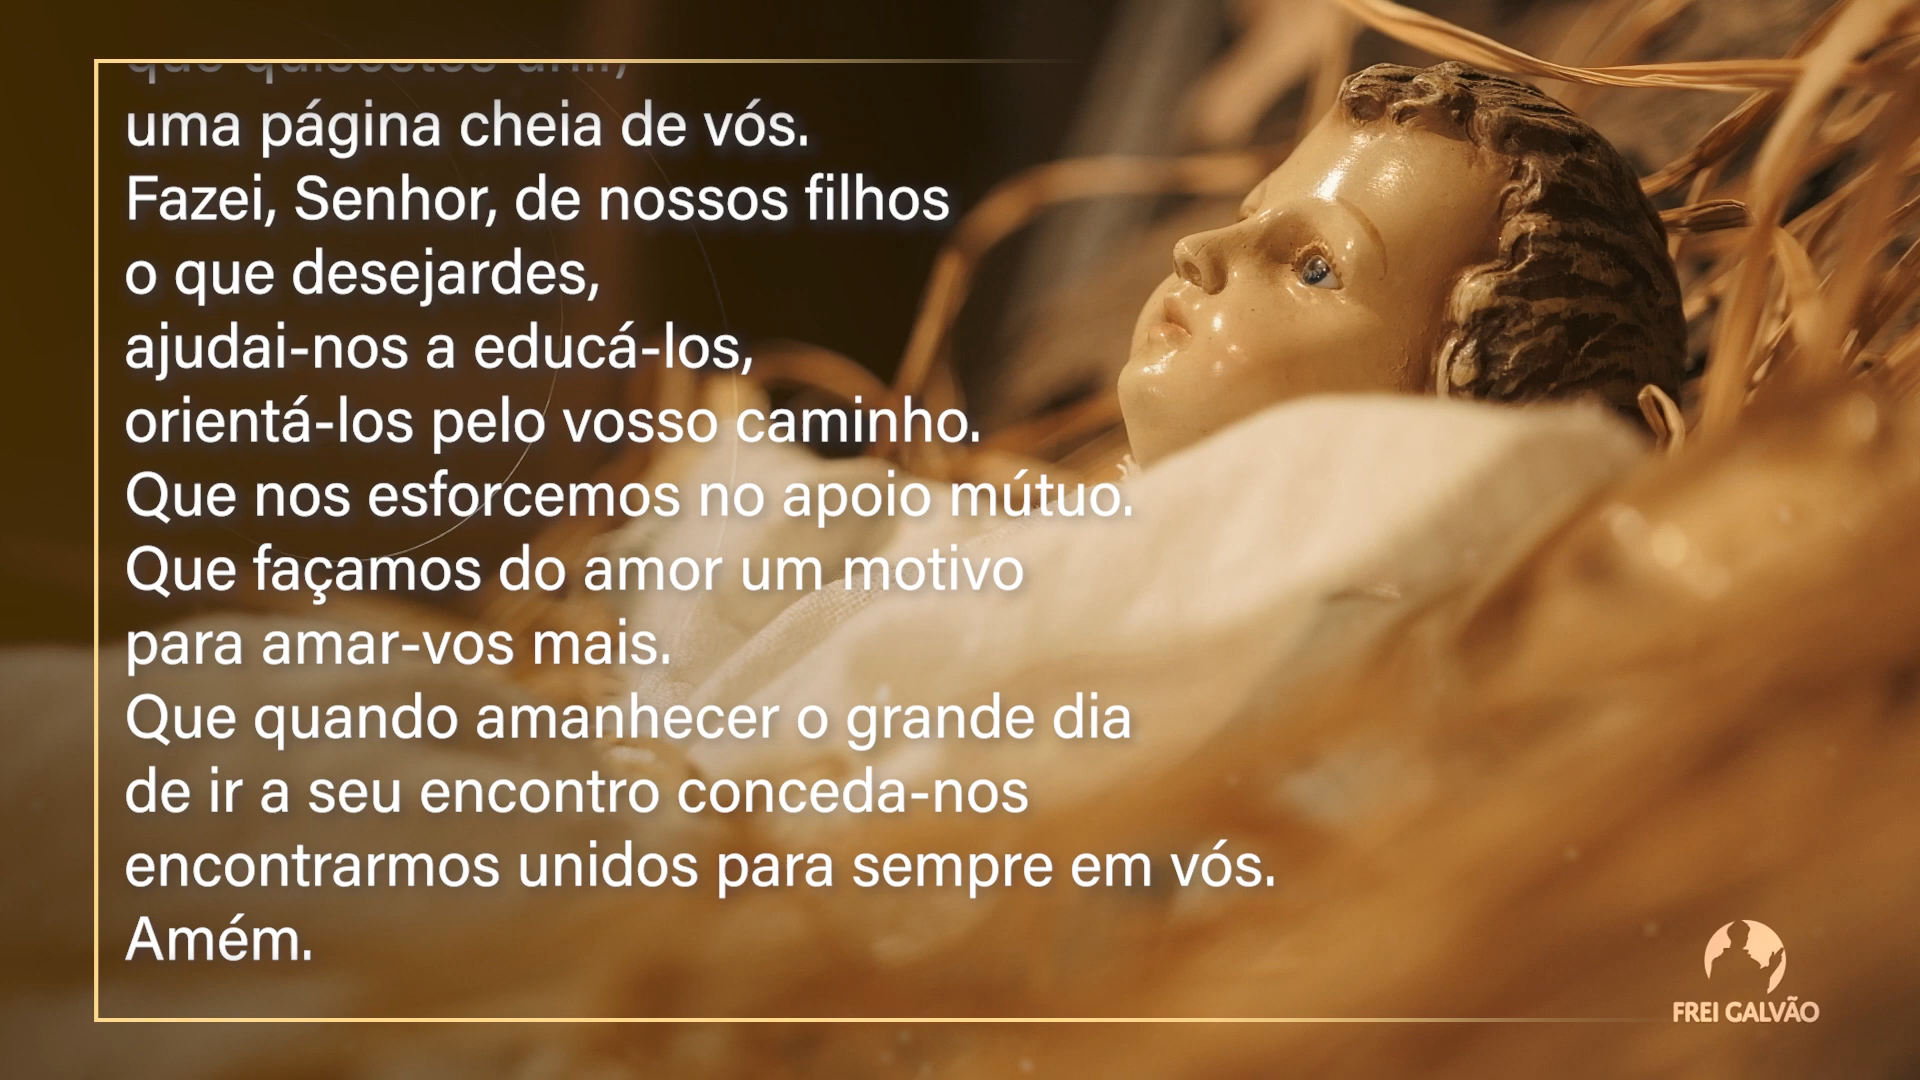 uma página cheia de vós.
Fazei, Senhor, de nossos filhos
o que desejardes,
ajudai-nos a educá-los,
orientá-los pelo vosso caminho.
Que nos esforcemos no apoio mútuo.
Que façamos do amor um motivo
para amar-vos mais.
Que quando amanhecer o grande dia
de ir a seu encontro conceda-nos
encontrarmos unidos para sempre em vós.
Amém.
FREI GALVÃO